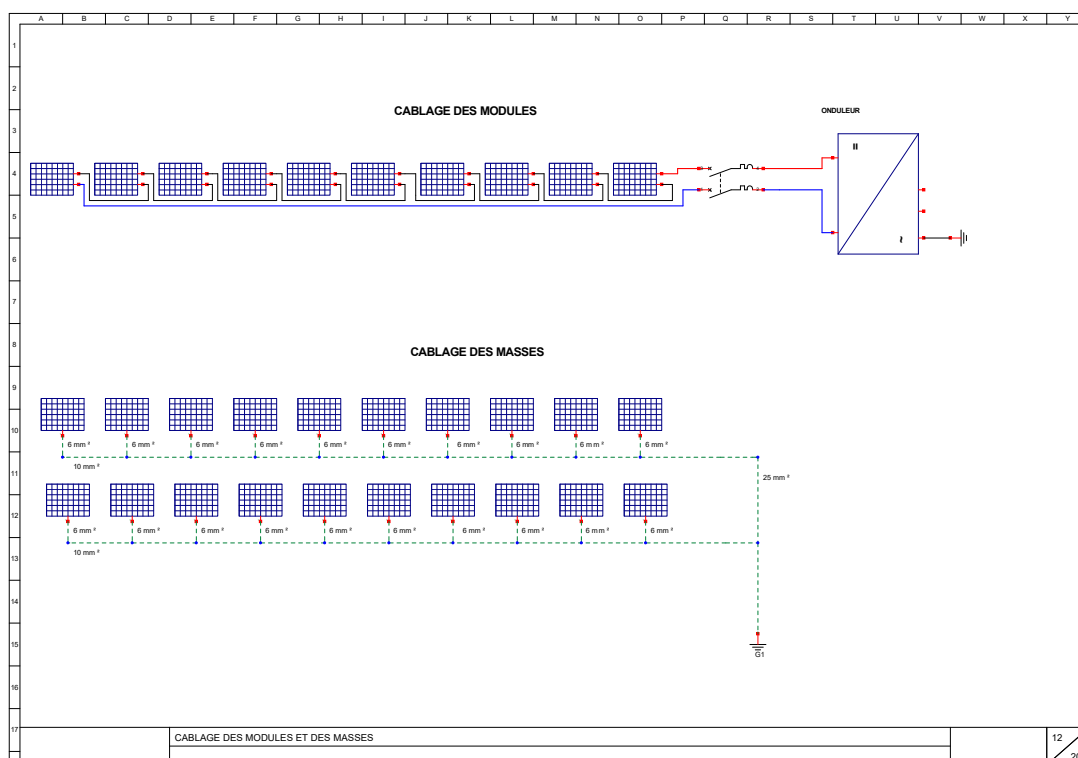 A B C D E F G H I J K L M N O P Q R S T U V W X Y
1
2
CABLAGE DES MODULES
ONDULEUR
3
4
5
6
7
8
CABLAGE DES MASSES
9
10
6 mm ² 6 mm ² 6 mm ² 6 mm ² 6 mm ² 6 mm ² 6 mm ² 6 mm ² 6 mm ² 6 mm ²
10 mm ²
11
25 mm ²
12
6 mm ² 6 mm ² 6 mm ² 6 mm ² 6 mm ² 6 mm ² 6 mm ² 6 mm ² 6 mm ² 6 mm ²
10 mm ²
13
14
15
G1
16
17
CABLAGE DES MODULES ET DES MASSES
12
20